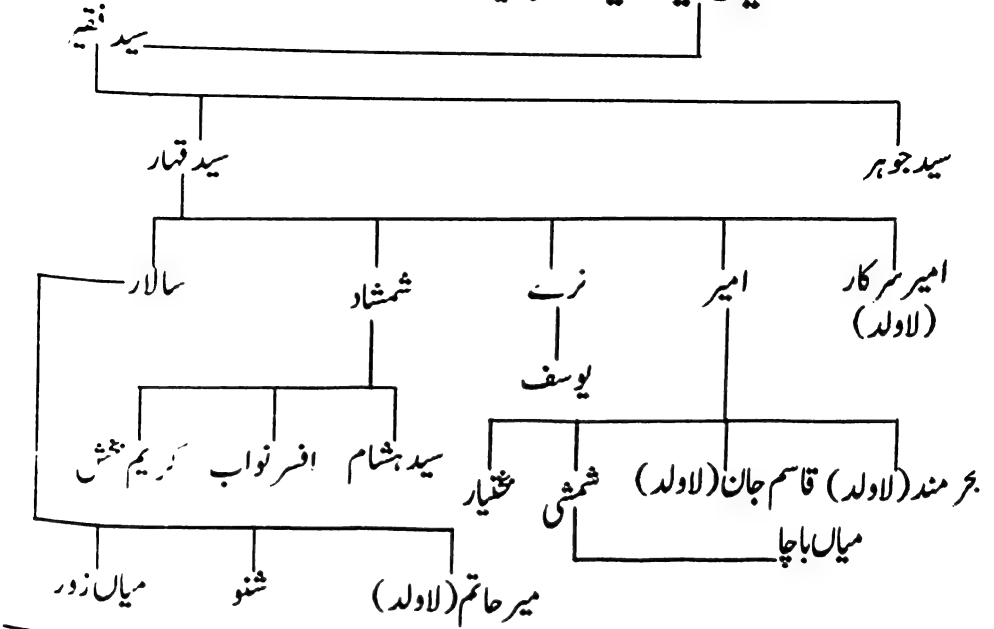 سید فقیر
سید جوہر
سید قہار
امیر سرکار
(لاولد)
امیر
نرے
شمشاد
سالار
یوسف
بحر مند (لاولد)
قاسم جان (لاولد)
شمشی
مختیار
سید ہشام
افسر نواب
کریم بخش
میاں باچا
میر حاتم (لاولد)
شنو
میاں زور